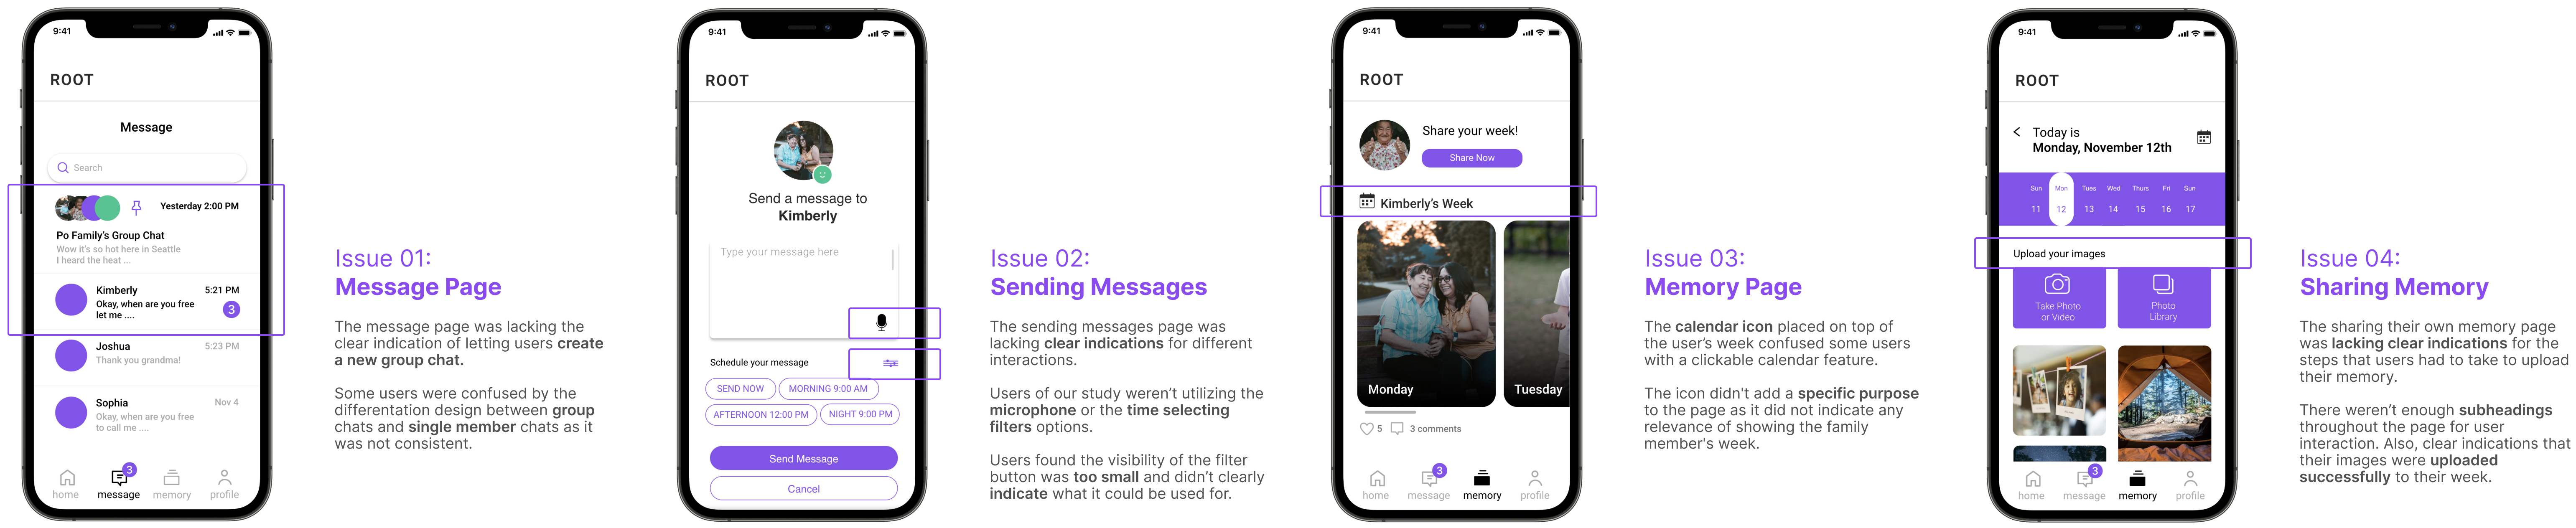 9:41
ROOT
Message
Search
Yesterday 2:00 PM
Po Family's Group Chat
Wow it's so hot here in Seattle
I heard the heat ...
Kimberly 5:21 PM
Okay, when are you free
let me .... 3
Joshua 5:23 PM
Thank you grandma!
Sophia Nov 4
Okay, when are you free
to call me ....
3
home message memory profile
Issue 01:
Message Page
The message page was lacking the
clear indication of letting users create
a new group chat.
Some users were confused by the
differentation design between group
chats and single member chats as it
was not consistent.
9:41
ROOT
Send a message to
Kimberly
Type your message here
Schedule your message
SEND NOW MORNING 9:00 AM
AFTERNOON 12:00 PM NIGHT 9:00 PM
Send Message
Cancel
Issue 02:
Sending Messages
The sending messages page was
lacking clear indications for different
interactions.
Users of our study weren't utilizing the
microphone or the time selecting
filters options.
Users found the visibility of the filter
button was too small and didn't clearly
indicate what it could be used for.
9:41
ROOT
Share your week!
Share Now
Kimberly's Week
Monday Tuesday
5 3 comments
3
home message memory profile
Issue 03:
Memory Page
The calendar icon placed on top of
the user's week confused some users
with a clickable calendar feature.
The icon didn't add a specific purpose
to the page as it did not indicate any
relevance of showing the family
member's week.
9:41
ROOT
Today is
Monday, November 12th
Sun Mon Tues Wed Thurs Fri Sun
11 12 13 14 15 16 17
Upload your images
Take Photo
or Video
Photo
Library
3
home message memory profile
Issue 04:
Sharing Memory
The sharing their own memory page
was lacking clear indications for the
steps that users had to take to upload
their memory.
There weren't enough subheadings
throughout the page for user
interaction. Also, clear indications that
their images were uploaded
successfully to their week.